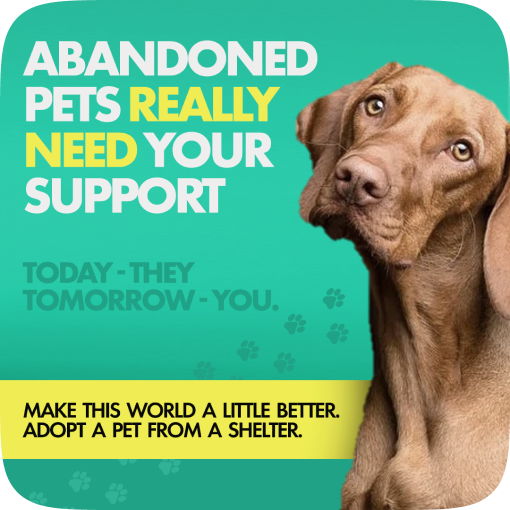 ABANDONED
PETS REALLY
NEED YOUR
SUPPORT
TODAY - THEY
TOMORROW - YOU.
MAKE THIS WORLD A LITTLE BETTER.
ADOPT A PET FROM A SHELTER.